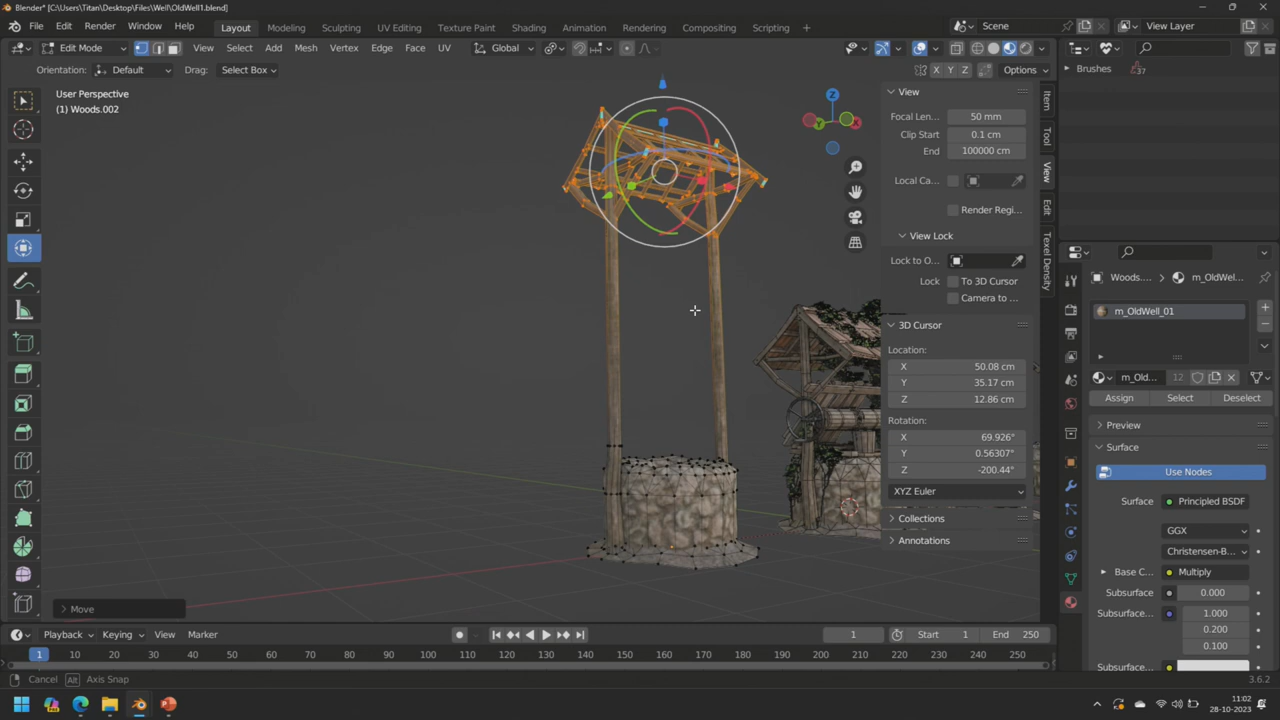 Blender* [C:\Users\Titan\Desktop\Files\Well\OldWell1.blend]
File Edit Render Window Help Layout Modeling Sculpting UV Editing Texture Paint Shading Animation Rendering Compositing Scripting + Scene View Layer
Edit Mode View Select Add Mesh Vertex Edge Face UV Global
Orientation: Default Drag: Select Box X Y Z Options
User Perspective
(1) Woods.002
Z
Y X
View
Focal Len... 50 mm
Clip Start 0.1 cm
End 100000 cm
Local Ca...
Render Regi...
View Lock
Lock to O...
Lock To 3D Cursor
Camera to ...
3D Cursor
Location:
X 50.08 cm
Y 35.17 cm
Z 12.86 cm
Rotation:
X 69.926°
Y 0.56307°
Z -200.44°
XYZ Euler
Collections
Annotations
Item
Tool
View
Edit
Texel Density
Brushes 37
Woods.... m_OldWel...
m_OldWell_01
m_Old... 12
Assign Select Deselect
Preview
Surface
Use Nodes
Surface Principled BSDF
GGX
Christensen-B...
Base C... Multiply
Subsurface 0.000
Subsurface... 1.000
0.200
0.100
Subsurface...
Move
Playback Keying View Marker 1 Start 1 End 250
1 10 20 30 40 50 60 70 80 90 100 110 120 130 140 150 160 170 180 190 200 210 220 230 240 250
Cancel Alt Axis Snap 3.6.2
11:02
28-10-2023